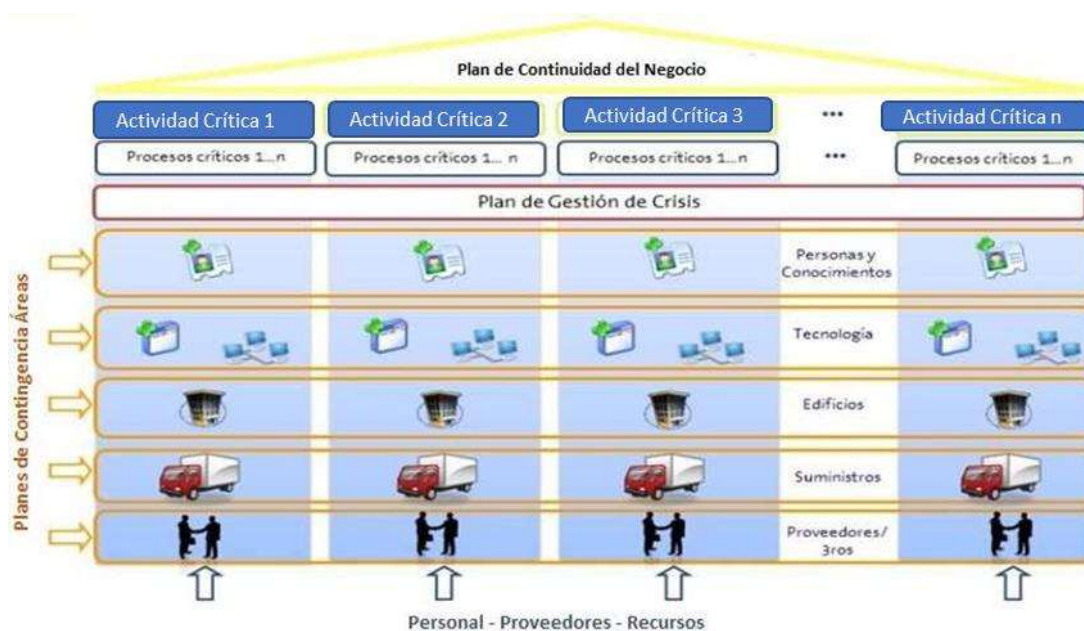 Plan de Continuidad del Negocio
Actividad Crítica 1
Actividad Crítica 2
Actividad Crítica 3
...
Actividad Crítica n
Procesos críticos 1...n
Procesos críticos 1... n
Procesos críticos 1...n
...
Procesos críticos 1...n
Plan de Gestión de Crisis
Planes de Contingencia Áreas
Personas y
Conocimientos
Tecnología
Edificios
Suministros
Proveedores/
3ros
Personal - Proveedores - Recursos